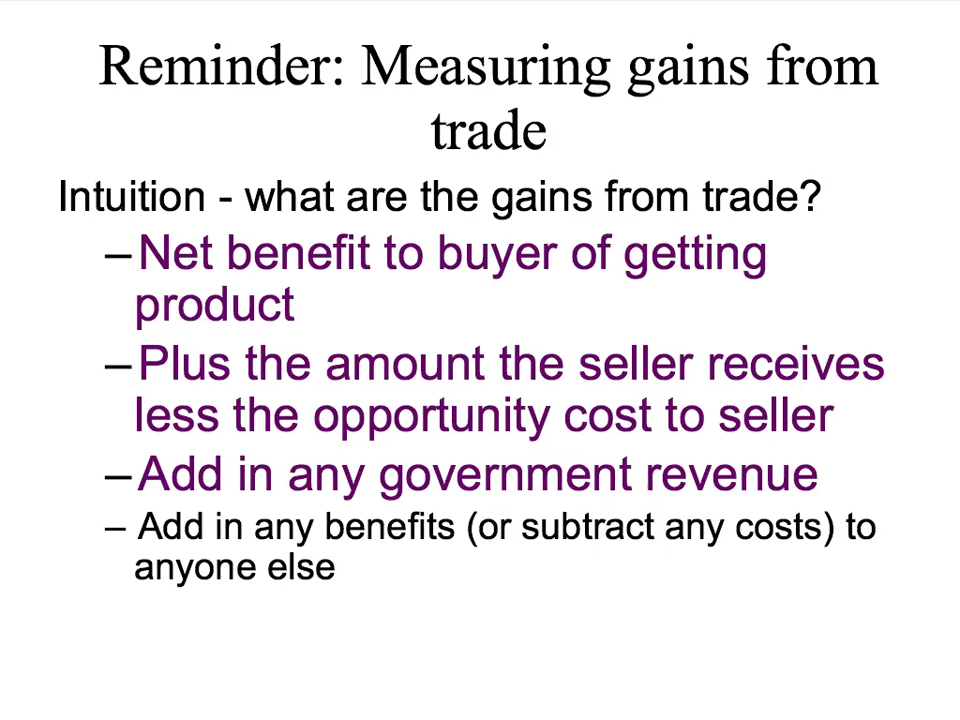 Reminder: Measuring gains from
trade
Intuition - what are the gains from trade?
–Net benefit to buyer of getting
product
–Plus the amount the seller receives
less the opportunity cost to seller
–Add in any government revenue
– Add in any benefits (or subtract any costs) to
anyone else